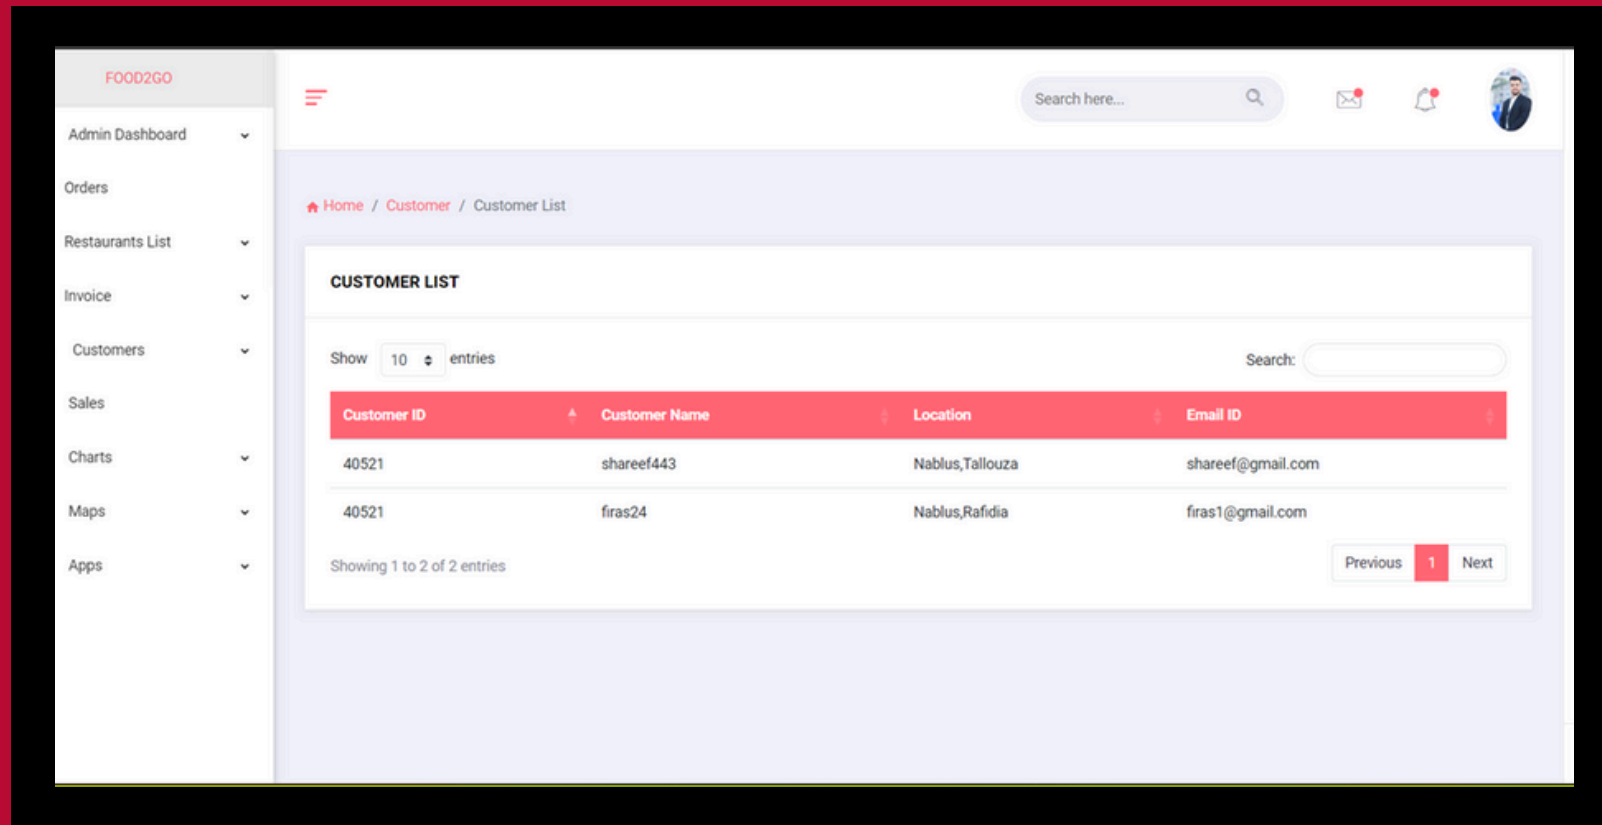 FOOD2GO
Search here...
Admin Dashboard
Orders
Restaurants List
Invoice
Customers
Sales
Charts
Maps
Apps
Home / Customer / Customer List
CUSTOMER LIST
Show 10 entries
Search:
Customer ID Customer Name Location Email ID
40521 shareef443 Nablus,Tallouza shareef@gmail.com
40521 firas24 Nablus,Rafidia firas1@gmail.com
Showing 1 to 2 of 2 entries
Previous 1 Next